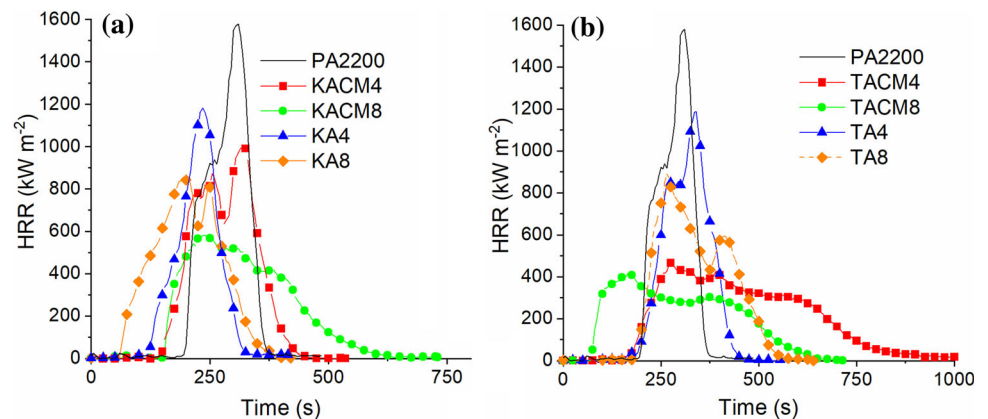 (a)
HRR (kW m-2)
1600
1400
1200
1000
800
600
400
200
0
PA2200
KACM4
KACM8
KA4
KA8
0 250 500 750
Time (s)
(b)
HRR (kW m-2)
1600
1400
1200
1000
800
600
400
200
0
PA2200
TACM4
TACM8
TA4
TA8
0 250 500 750 1000
Time (s)